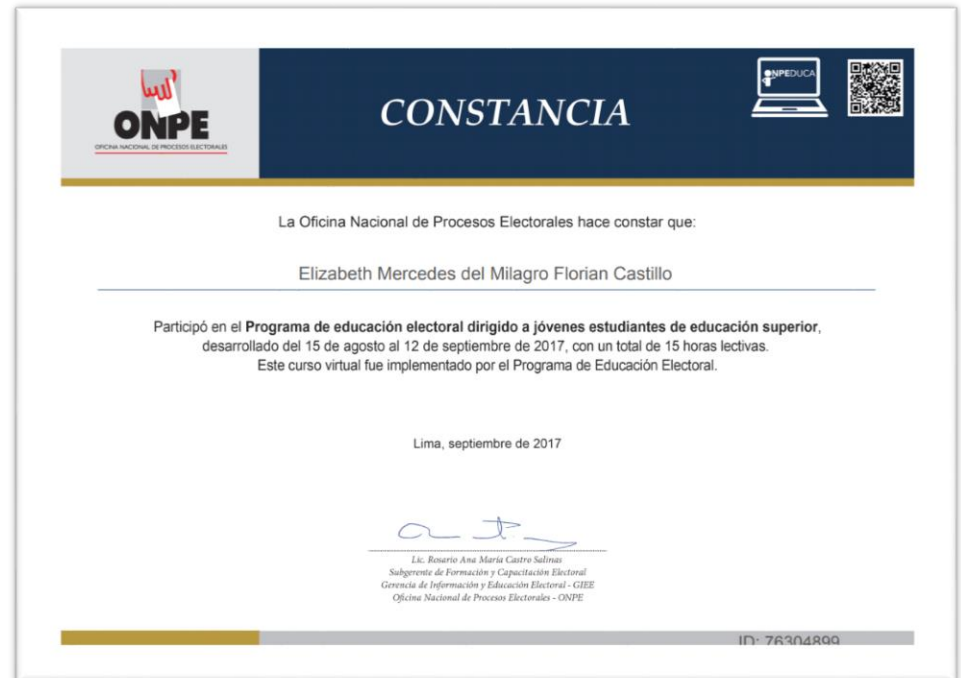 ONPE
OFICINA NACIONAL DE PROCESOS ELECTORALES
CONSTANCIA
ONPEDUCA
La Oficina Nacional de Procesos Electorales hace constar que:
Elizabeth Mercedes del Milagro Florian Castillo
Participó en el Programa de educación electoral dirigido a jóvenes estudiantes de educación superior,
desarrollado del 15 de agosto al 12 de septiembre de 2017, con un total de 15 horas lectivas.
Este curso virtual fue implementado por el Programa de Educación Electoral.
Lima, septiembre de 2017
Lic. Rosario Ana María Castro Salinas
Subgerente de Formación y Capacitación Electoral
Gerencia de Información y Educación Electoral - GIEE
Oficina Nacional de Procesos Electorales - ONPE
ID: 76304899